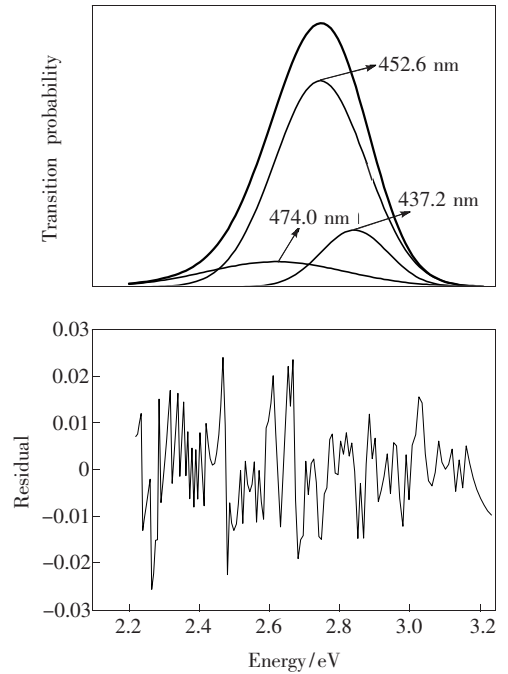 Transition probability
452.6 nm
437.2 nm
474.0 nm
Residual
0.03
0.02
0.01
0
−0.01
−0.02
−0.03
2.2 2.4 2.6 2.8 3.0 3.2
Energy/eV